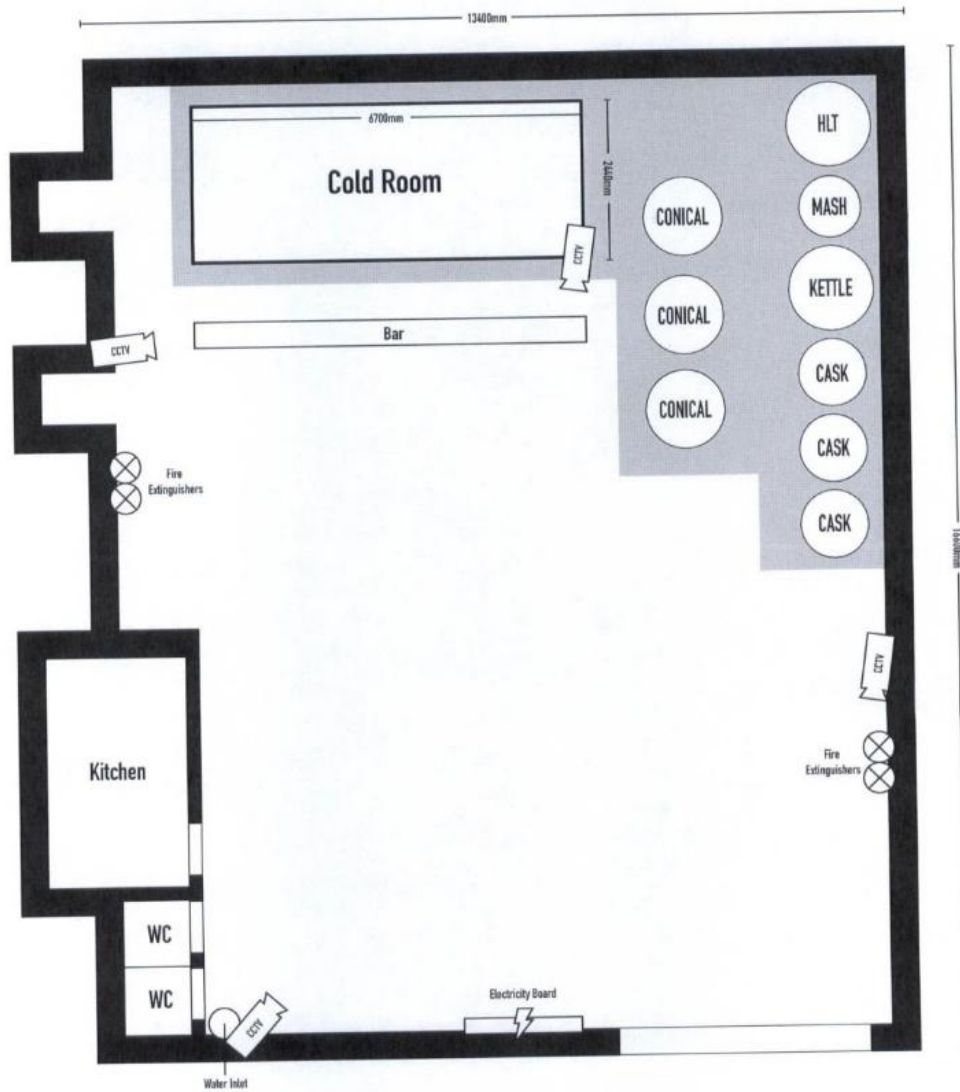 13400mm
6700mm
Cold Room
2440mm
CCTV
HLT
MASH
CONICAL
KETTLE
CONICAL
Bar
CCTV
CASK
CONICAL
CASK
Fire
Extinguishers
CASK
CCTV
Kitchen
Fire
Extinguishers
WC
WC
Electricity Board
CCTV
Water Inlet